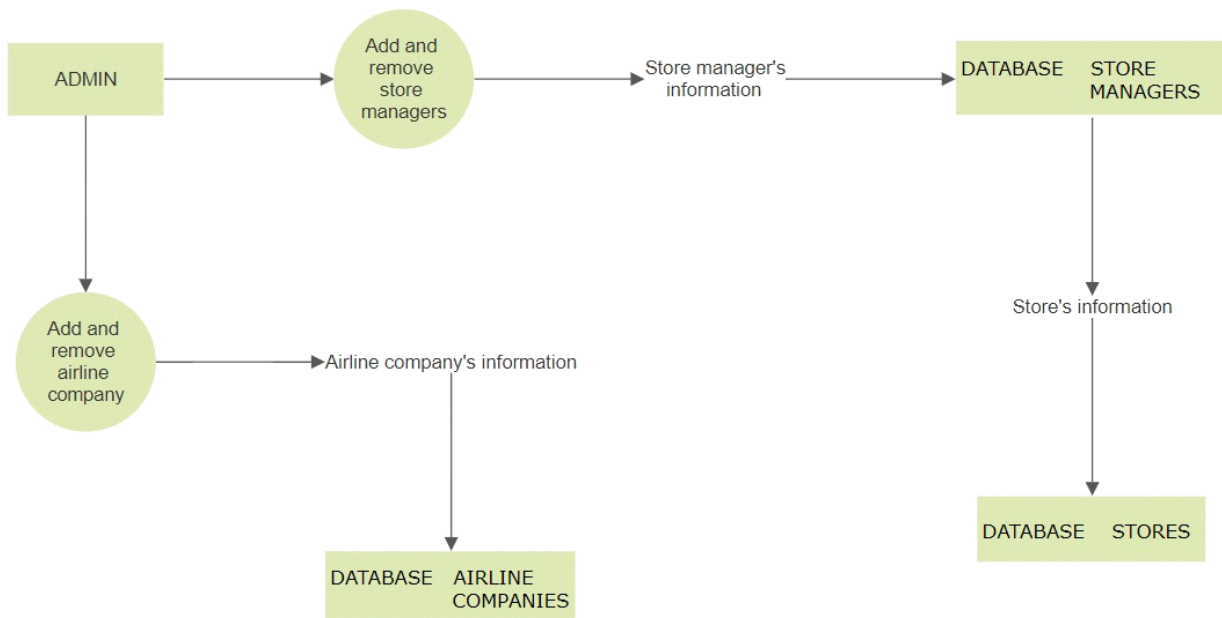 ADMIN
Add and
remove
store
managers
Store manager's
information
DATABASE STORE
MANAGERS
Add and
remove
airline
company
Airline company's information
Store's information
DATABASE STORES
DATABASE AIRLINE
COMPANIES